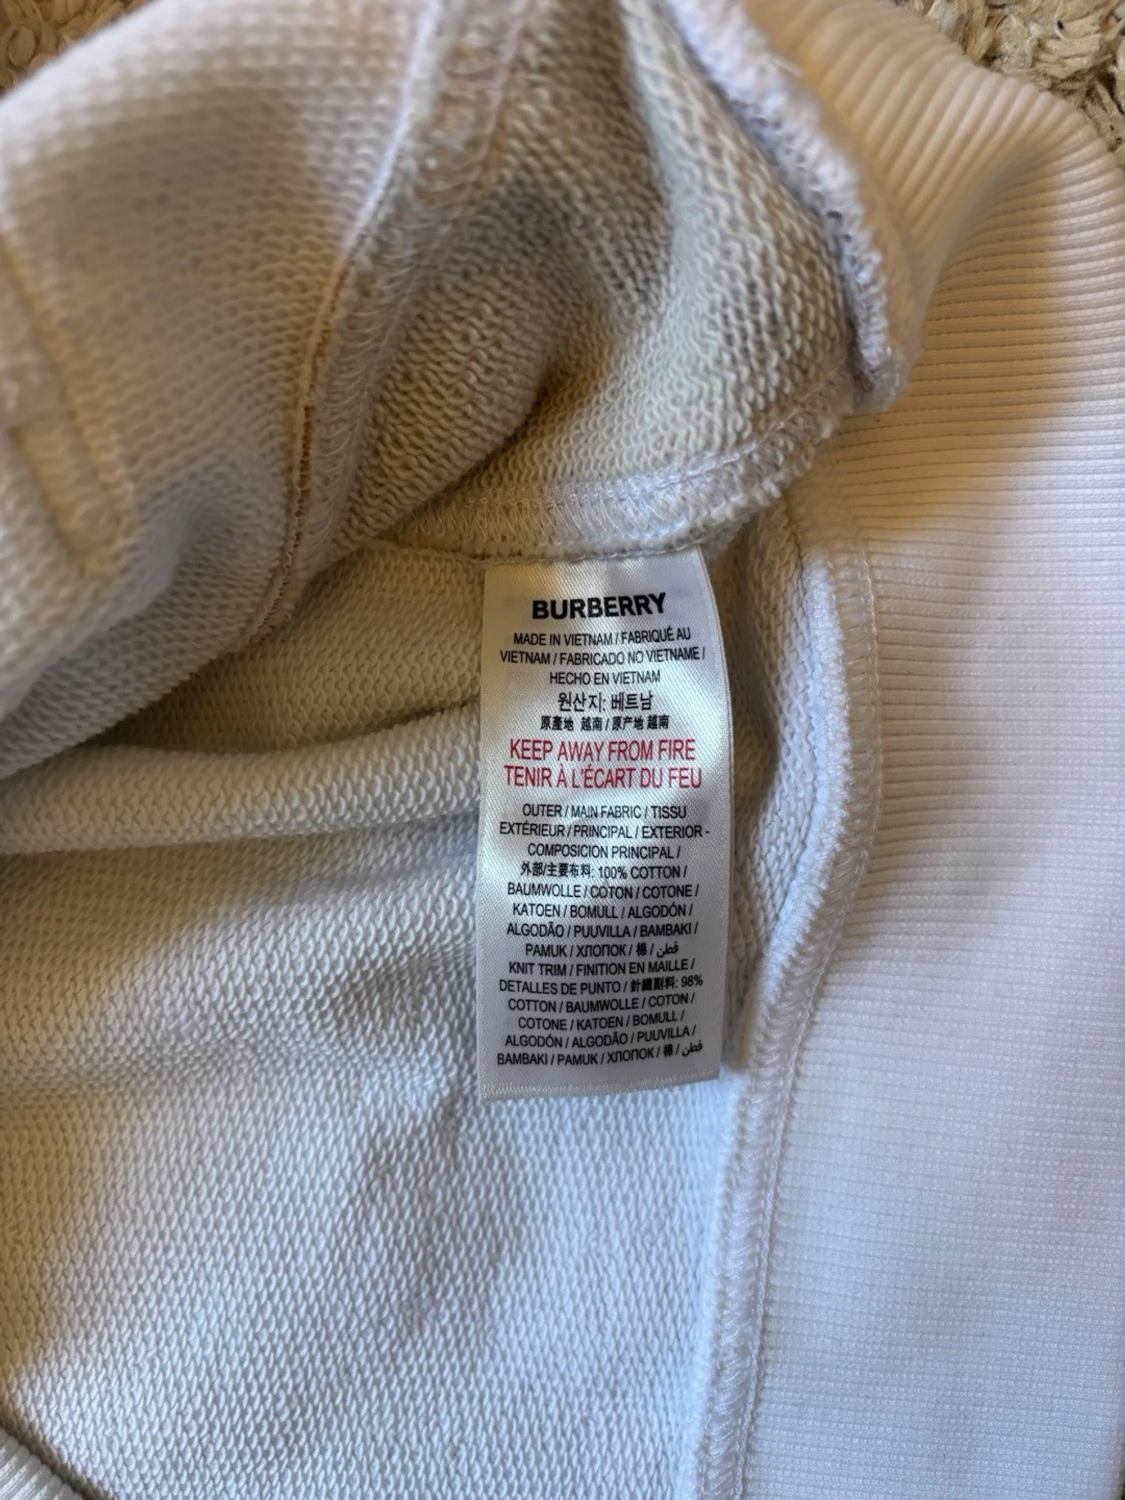 BURBERRY
MADE IN VIETNAM / FABRIQUÉ AU
VIETNAM / FABRICADO NO VIETNAME /
HECHO EN VIETNAM
원산지: 베트남
原產地 越南 / 原产地 越南
KEEP AWAY FROM FIRE
TENIR À L'ÉCART DU FEU
OUTER / MAIN FABRIC / TISSU
EXTÉRIEUR / PRINCIPAL / EXTERIOR -
COMPOSICION PRINCIPAL /
外部/主要布料: 100% COTTON /
BAUMWOLLE / COTON / COTONE /
KATOEN / BOMULL / ALGODÓN /
ALGODÃO / PUUVILLA / BAMBAKI /
PAMUK / ХЛОПОК / 棉 / قطن
KNIT TRIM / FINITION EN MAILLE /
DETALLES DE PUNTO / 針織副料: 98%
COTTON / BAUMWOLLE / COTON /
COTONE / KATOEN / BOMULL /
ALGODÓN / ALGODÃO / PUUVILLA /
BAMBAKI / PAMUK / ХЛОПОК / 棉 / قطن